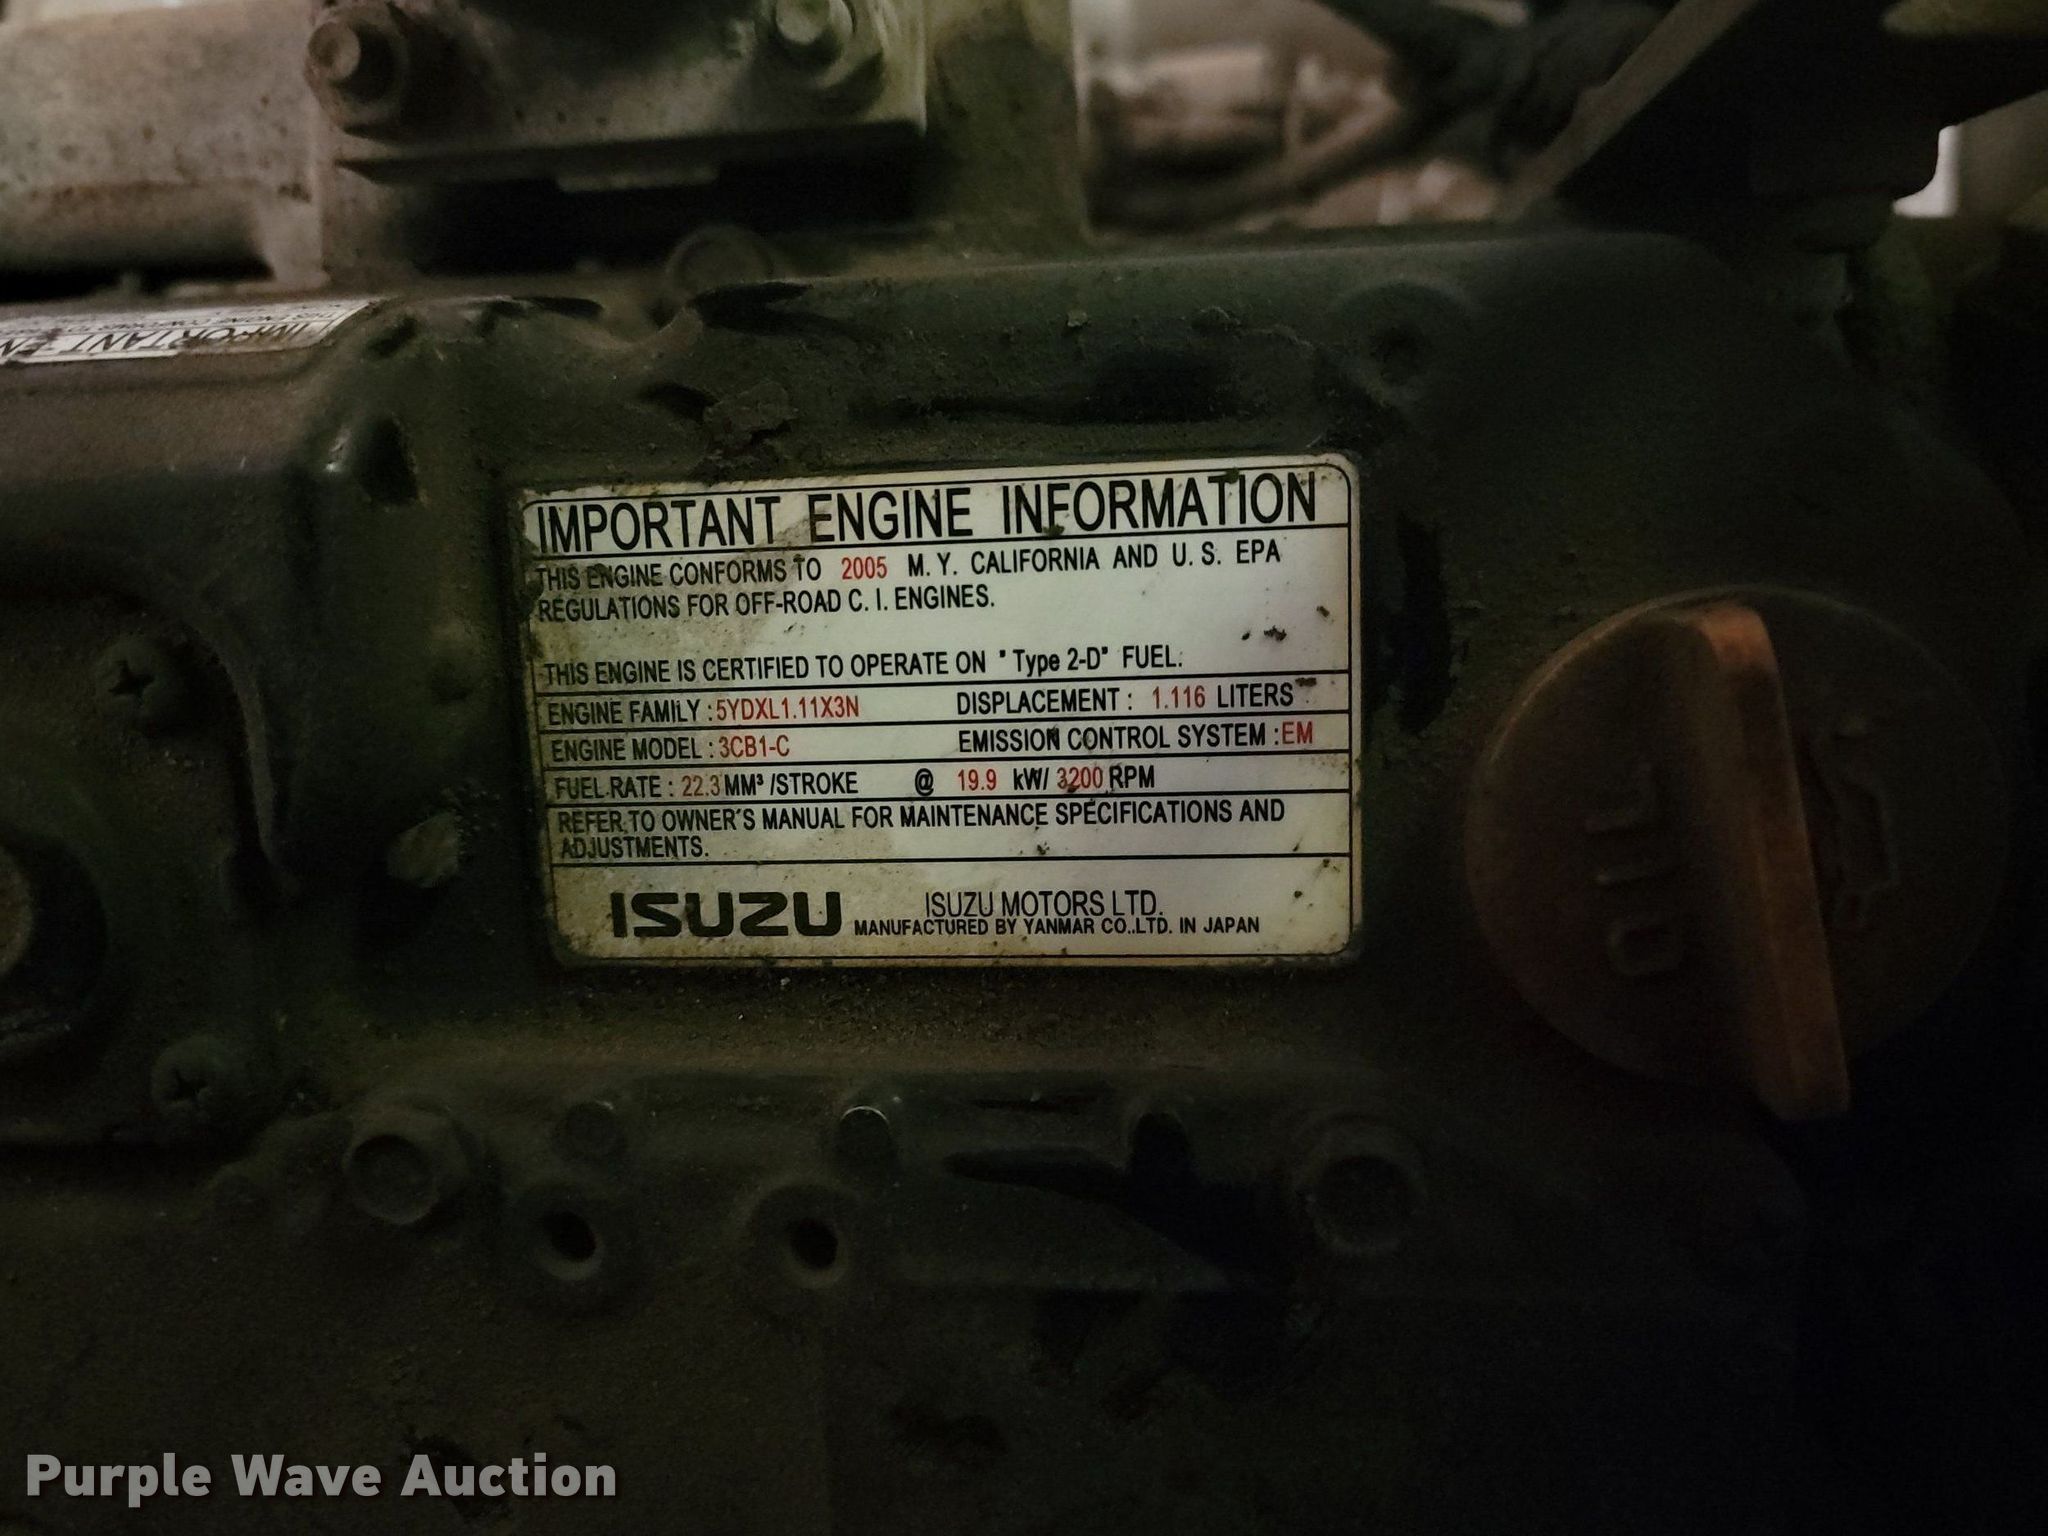 IMPORTANT EN
IMPORTANT ENGINE INFORMATION
THIS ENGINE CONFORMS TO 2005 M.Y. CALIFORNIA AND U.S. EPA
REGULATIONS FOR OFF-ROAD C.I. ENGINES.
THIS ENGINE IS CERTIFIED TO OPERATE ON "Type 2-D" FUEL.
ENGINE FAMILY : 5YDXL1.11X3N DISPLACEMENT : 1.116 LITERS
ENGINE MODEL : 3CB1-C EMISSION CONTROL SYSTEM : EM
FUEL RATE : 22.3 MM³ /STROKE @ 19.9 kW/ 3200 RPM
REFER TO OWNER'S MANUAL FOR MAINTENANCE SPECIFICATIONS AND
ADJUSTMENTS.
ISUZU ISUZU MOTORS LTD.
MANUFACTURED BY YANMAR CO.,LTD. IN JAPAN
Purple Wave Auction